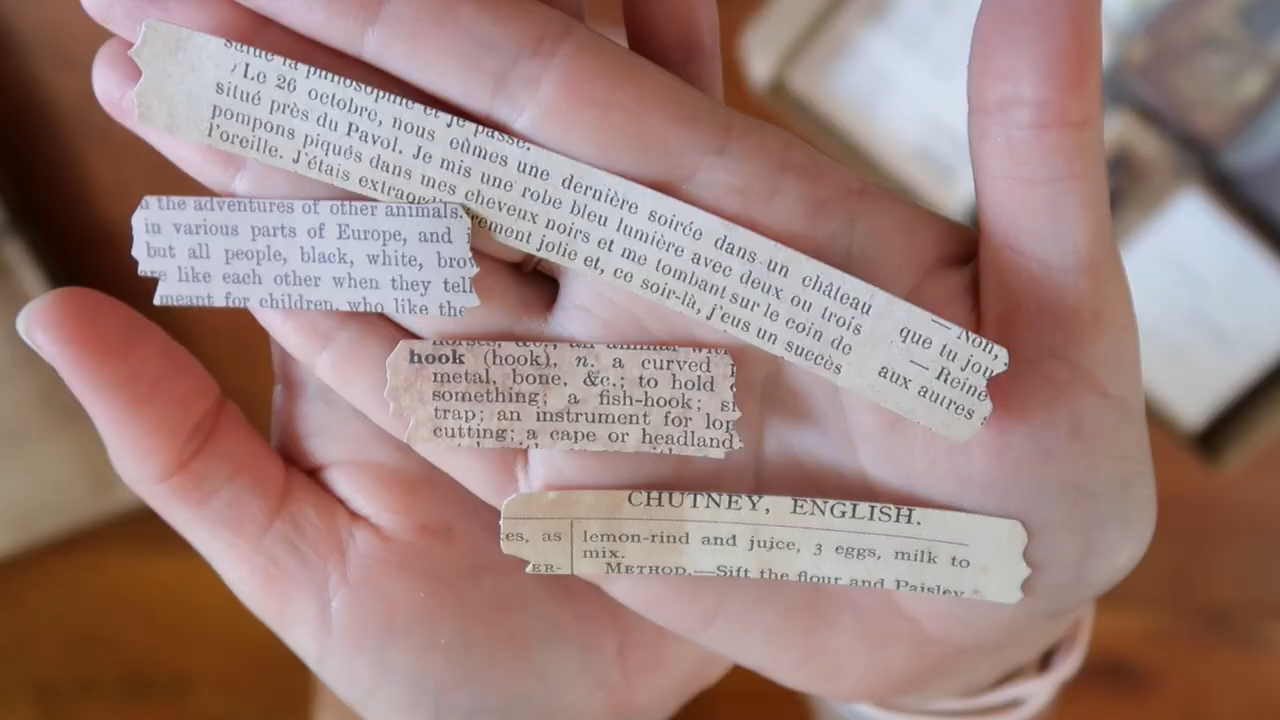 salue la philosophie et je passe.
Le 26 octobre, nous eûmes une dernière soirée dans un château
situé près du Pavol. Je mis une robe bleu lumière avec deux ou trois
pompons piqués dans mes cheveux noirs et me tombant sur le coin de
l'oreille. J'étais extraor rement jolie et, ce soir-là, j'eus un succès
— Non,
que tu jou
— Reine
aux autres
the adventures of other animals.
in various parts of Europe, and
but all people, black, white, brow
are like each other when they tell
meant for children, who like the
hook (hook), n. a curved
metal, bone, &c.; to hold
something; a fish-hook; s
trap; an instrument for lop
cutting; a cape or headland
CHUTNEY, ENGLISH.
es, as
ER-
lemon-rind and juice, 3 eggs, milk to
mix.
METHOD.—Sift the flour and Paisley